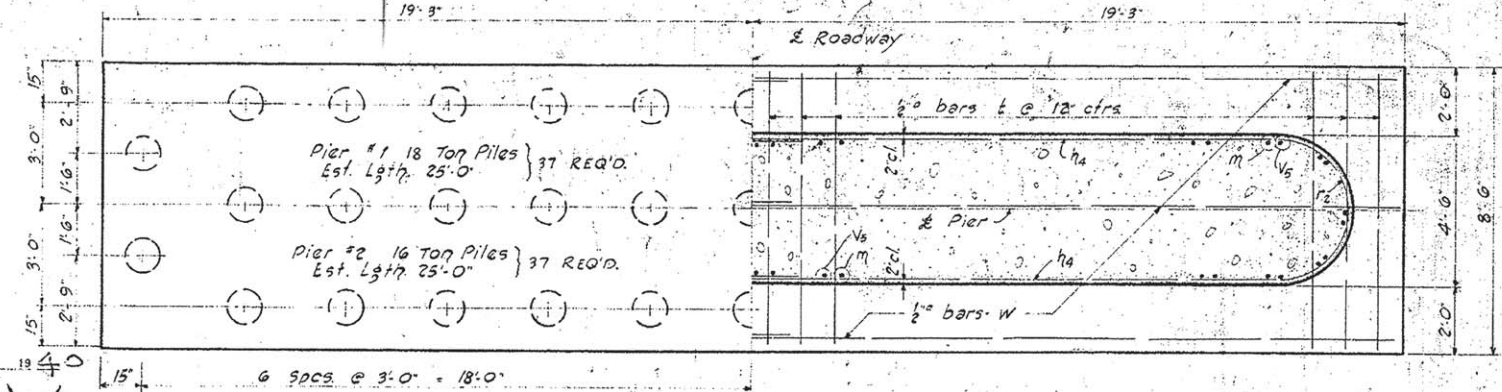 19'-3"
19'-3"
℄ Roadway
15"
2'-9"
3'-0"
1'-6"
1'-6"
3'-0"
2'-9"
15"
Pier #1 18 Ton Piles } 37 REQ'D.
Est. Lgth. 25'-0"
Pier #2 16 Ton Piles } 37 REQ'D.
Est. Lgth. 25'-0"
½"ø bars t @ 12" ctrs.
2"cl.
h4
m
V5
r2
℄ Pier
V5
m
2"cl.
h4
½"ø bars-W
2'-0"
4'-6"
8'-6"
2'-0"
19
15"
6 spcs. @ 3'-0" = 18'-0"